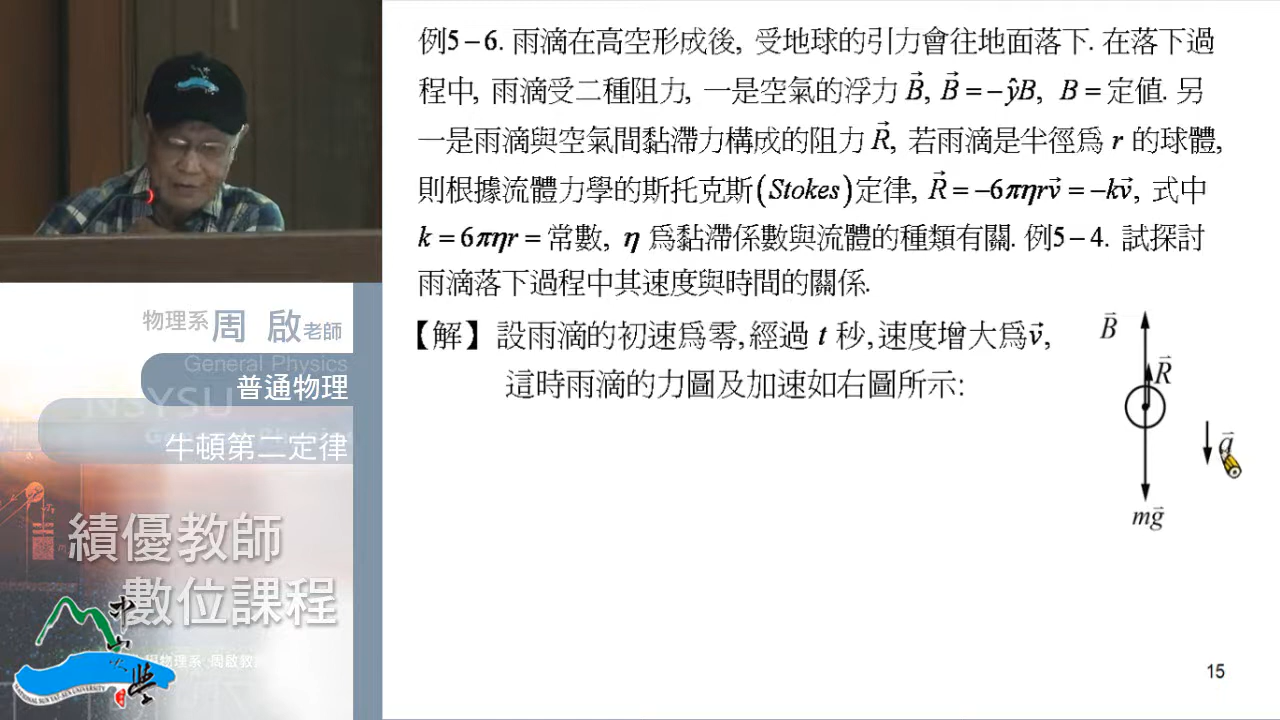 例5－6. 雨滴在高空形成後, 受地球的引力會往地面落下. 在落下過
程中, 雨滴受二種阻力, 一是空氣的浮力 B⃗, B⃗ = −ŷB, B = 定值. 另
一是雨滴與空氣間黏滯力構成的阻力 R⃗, 若雨滴是半徑爲 r 的球體,
則根據流體力學的斯托克斯(Stokes)定律, R⃗ = −6πηrv⃗ = −kv⃗, 式中
k = 6πηr = 常數, η 爲黏滯係數與流體的種類有關. 例5－4. 試探討
雨滴落下過程中其速度與時間的關係.
【解】設雨滴的初速爲零,經過 t 秒,速度增大爲v⃗,
這時雨滴的力圖及加速如右圖所示:
B⃗
R⃗
a⃗
mg⃗
15
物理系周 啟老師
General Physics
普通物理
NSYSU
牛頓第二定律
績優教師
數位課程
中山大學
NATIONAL SUN YAT-SEN UNIVERSITY